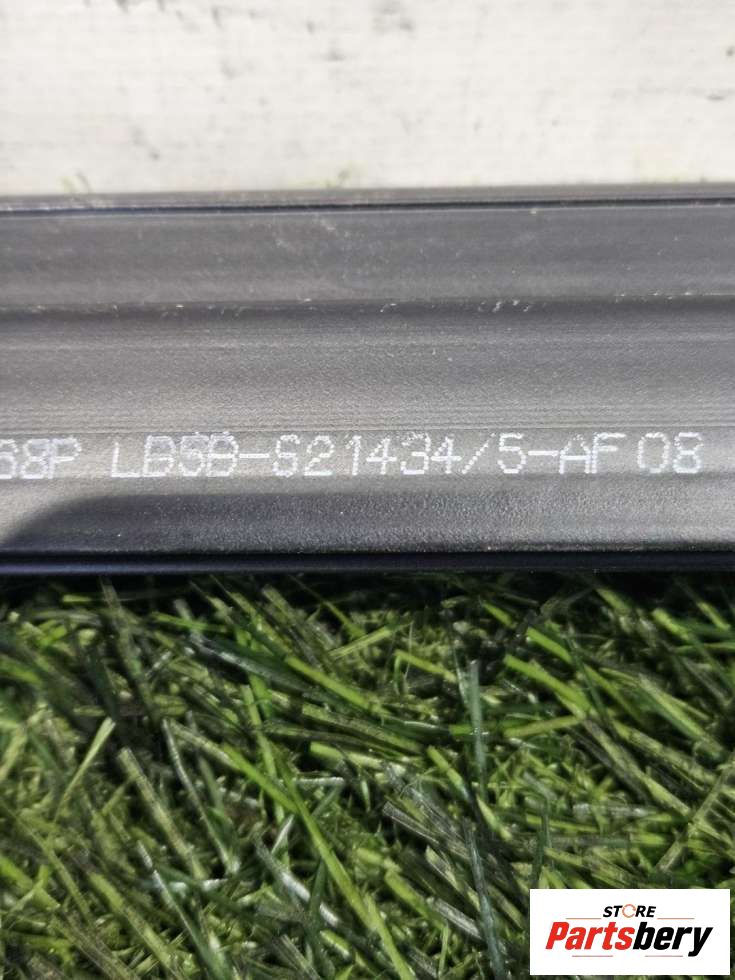 68P LB5B-S21434/5-AF 08
STORE
Partsbery